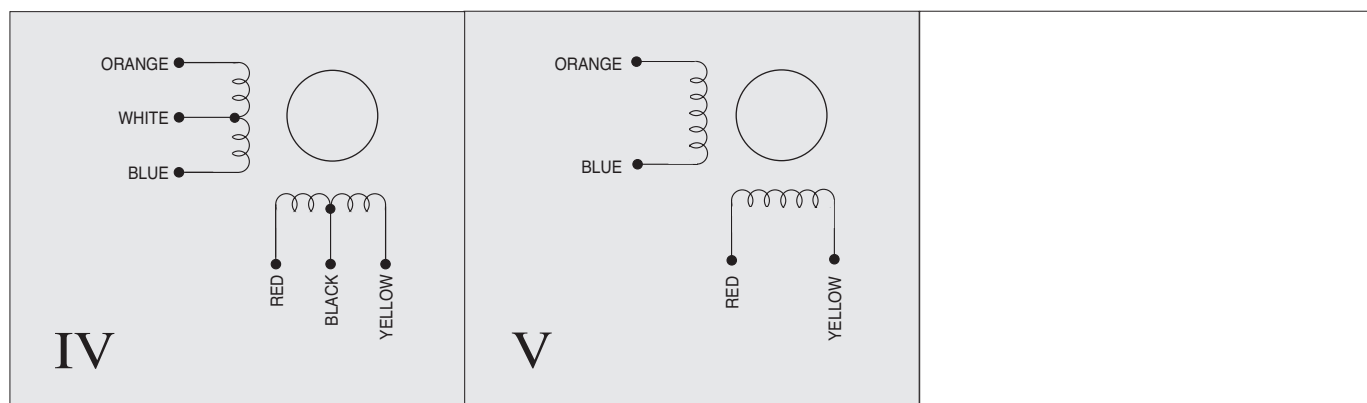 ORANGE
WHITE
BLUE
RED
BLACK
YELLOW
IV
ORANGE
BLUE
RED
YELLOW
V